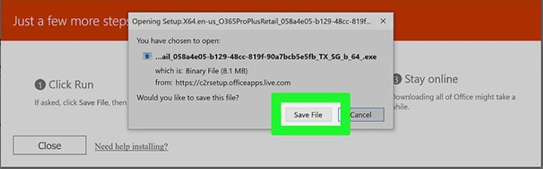 Just a few more steps
Opening Setup.X64.en-us_O365ProPlusRetail_058a4e05-b129-48cc-819f...
You have chosen to open:
...ail_058a4e05-b129-48cc-819f-90a7bcb5e5fb_TX_SG_b_64_.exe
which is: Binary File (8.1 MB)
from: https://c2rsetup.officeapps.live.com
Would you like to save this file?
Save File
Cancel
1 Click Run
If asked, click Save File, then
3 Stay online
Downloading all of Office might take a
while.
Close
Need help installing?